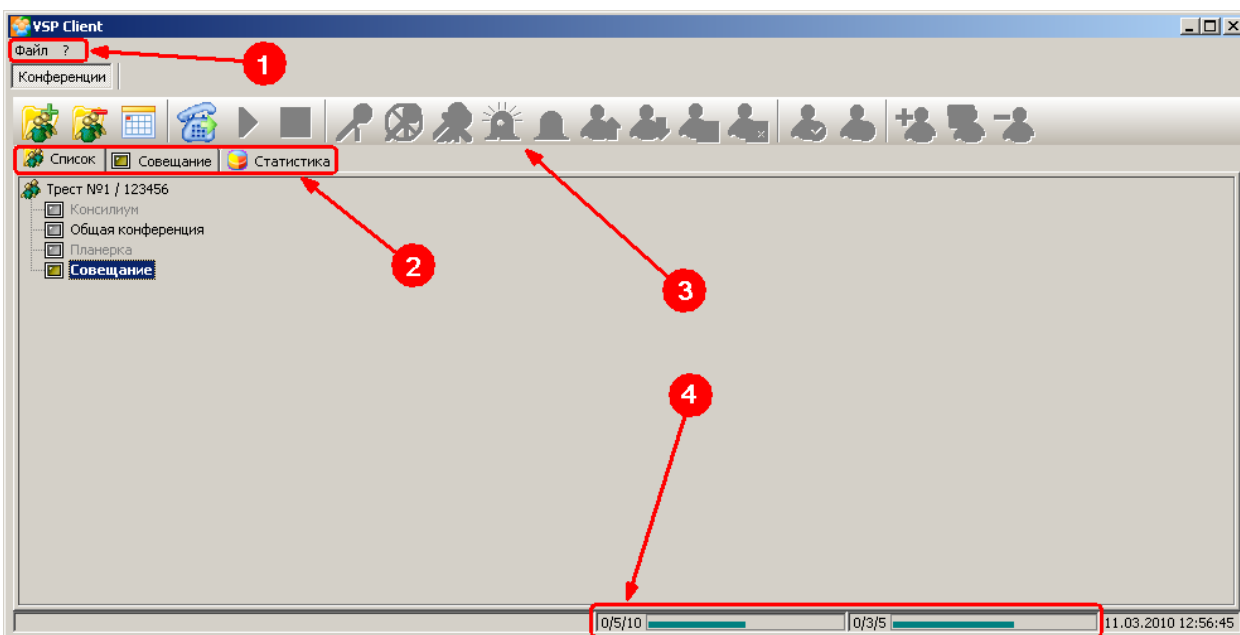 VSP Client
Файл ?
1
Конференции
Список Совещание Статистика
Трест №1 / 123456
Консилиум
Общая конференция
Планерка
Совещание
2
3
4
0/5/10 0/3/5 11.03.2010 12:56:45